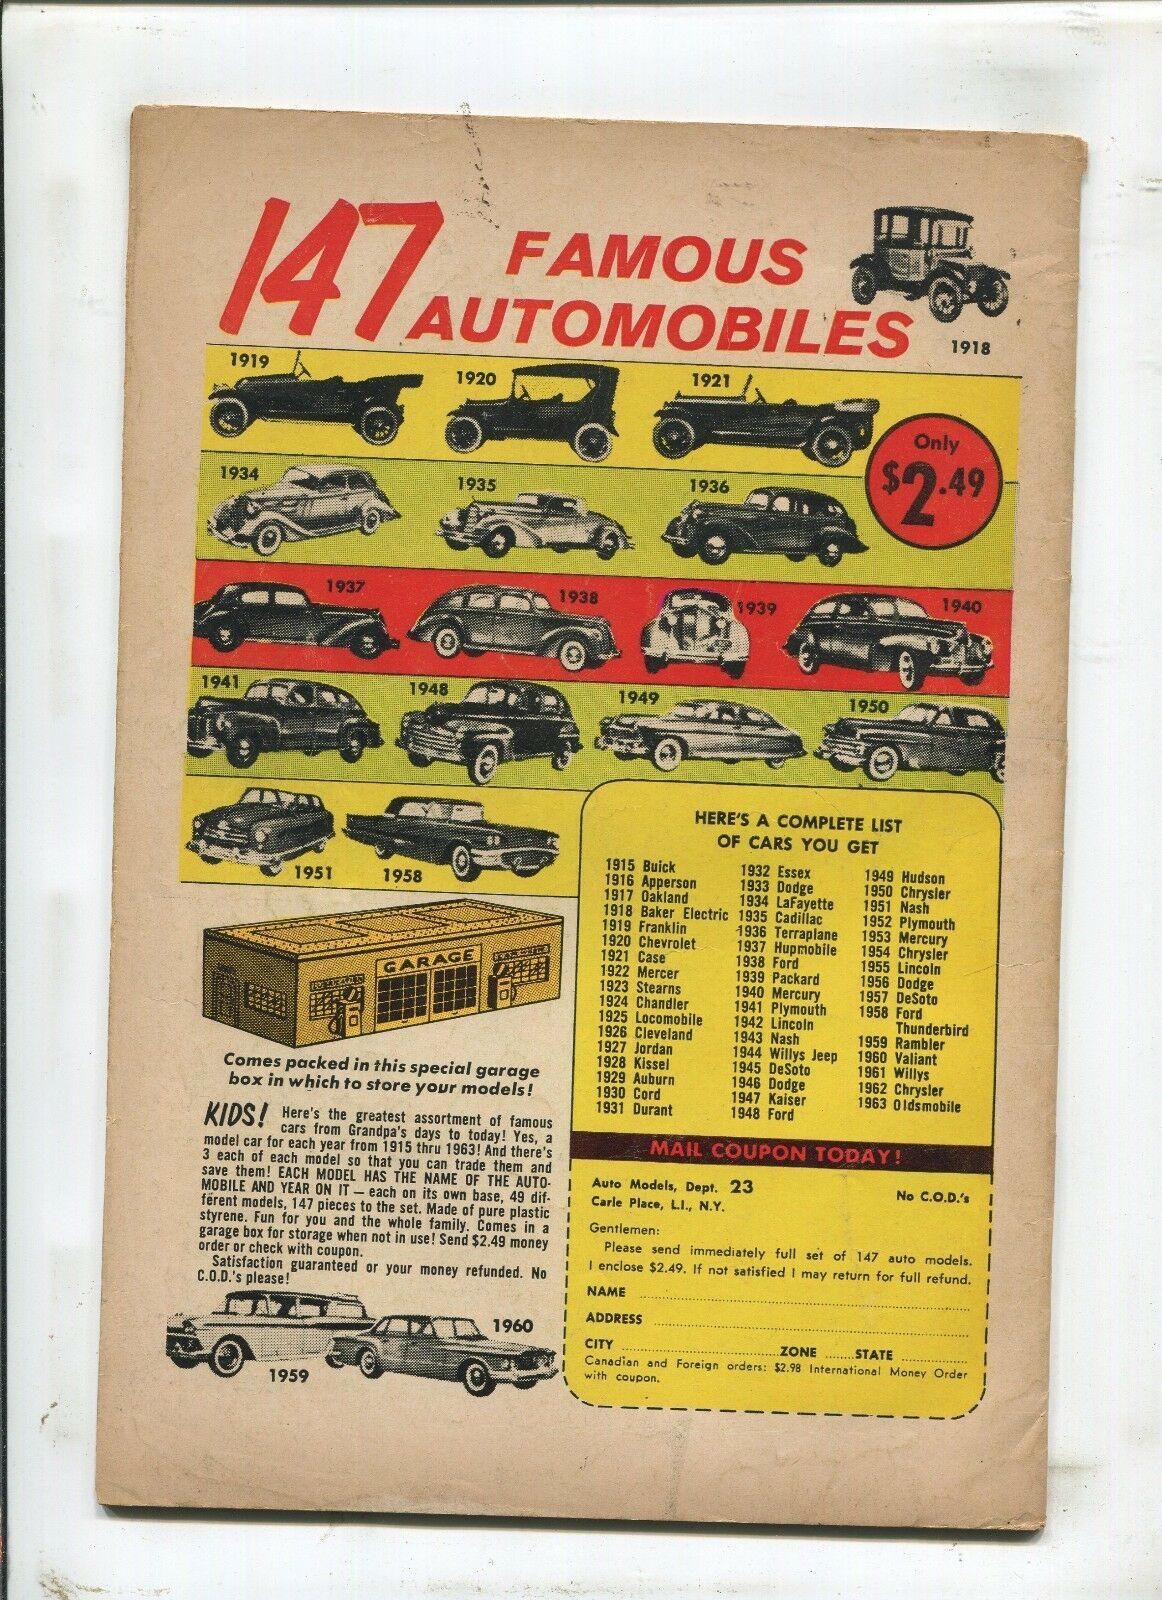 147 FAMOUS
AUTOMOBILES
1918
1919
1920
1921
Only
$2.49
1934
1935
1936
1937
1938
1939
1940
1941
1948
1949
1950
1951
1958
GARAGE
Comes packed in this special garage
box in which to store your models!
KIDS! Here's the greatest assortment of famous
cars from Grandpa's days to today! Yes, a
model car for each year from 1915 thru 1963! And there's
3 each of each model so that you can trade them and
save them! EACH MODEL HAS THE NAME OF THE AUTO-
MOBILE AND YEAR ON IT — each on its own base, 49 dif-
ferent models, 147 pieces to the set. Made of pure plastic
styrene. Fun for you and the whole family. Comes in a
garage box for storage when not in use! Send $2.49 money
order or check with coupon.
Satisfaction guaranteed or your money refunded. No
C.O.D.'s please!
1959
1960
HERE'S A COMPLETE LIST
OF CARS YOU GET
1915 Buick
1916 Apperson
1917 Oakland
1918 Baker Electric
1919 Franklin
1920 Chevrolet
1921 Case
1922 Mercer
1923 Stearns
1924 Chandler
1925 Locomobile
1926 Cleveland
1927 Jordan
1928 Kissel
1929 Auburn
1930 Cord
1931 Durant
1932 Essex
1933 Dodge
1934 LaFayette
1935 Cadillac
1936 Terraplane
1937 Hupmobile
1938 Ford
1939 Packard
1940 Mercury
1941 Plymouth
1942 Lincoln
1943 Nash
1944 Willys Jeep
1945 DeSoto
1946 Dodge
1947 Kaiser
1948 Ford
1949 Hudson
1950 Chrysler
1951 Nash
1952 Plymouth
1953 Mercury
1954 Chrysler
1955 Lincoln
1956 Dodge
1957 DeSoto
1958 Ford
Thunderbird
1959 Rambler
1960 Valiant
1961 Willys
1962 Chrysler
1963 Oldsmobile
MAIL COUPON TODAY!
Auto Models, Dept. 23 No C.O.D.'s
Carle Place, L.I., N.Y.
Gentlemen:
Please send immediately full set of 147 auto models.
I enclose $2.49. If not satisfied I may return for full refund.
NAME
ADDRESS
CITY ZONE STATE
Canadian and Foreign orders: $2.98 International Money Order
with coupon.